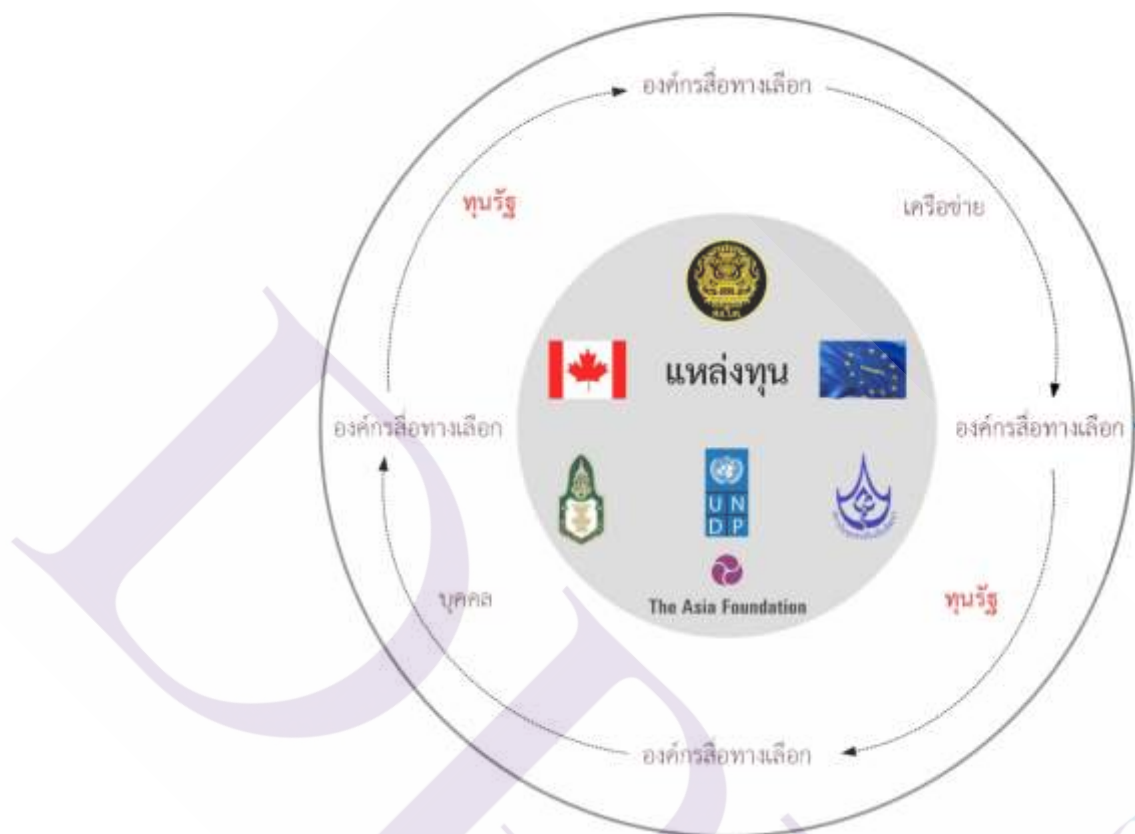 องค์กรสื่อทางเลือก
ทุนรัฐ
เครือข่าย
แหล่งทุน
องค์กรสื่อทางเลือก
องค์กรสื่อทางเลือก
U N
D P
บุคคล
The Asia Foundation
ทุนรัฐ
องค์กรสื่อทางเลือก